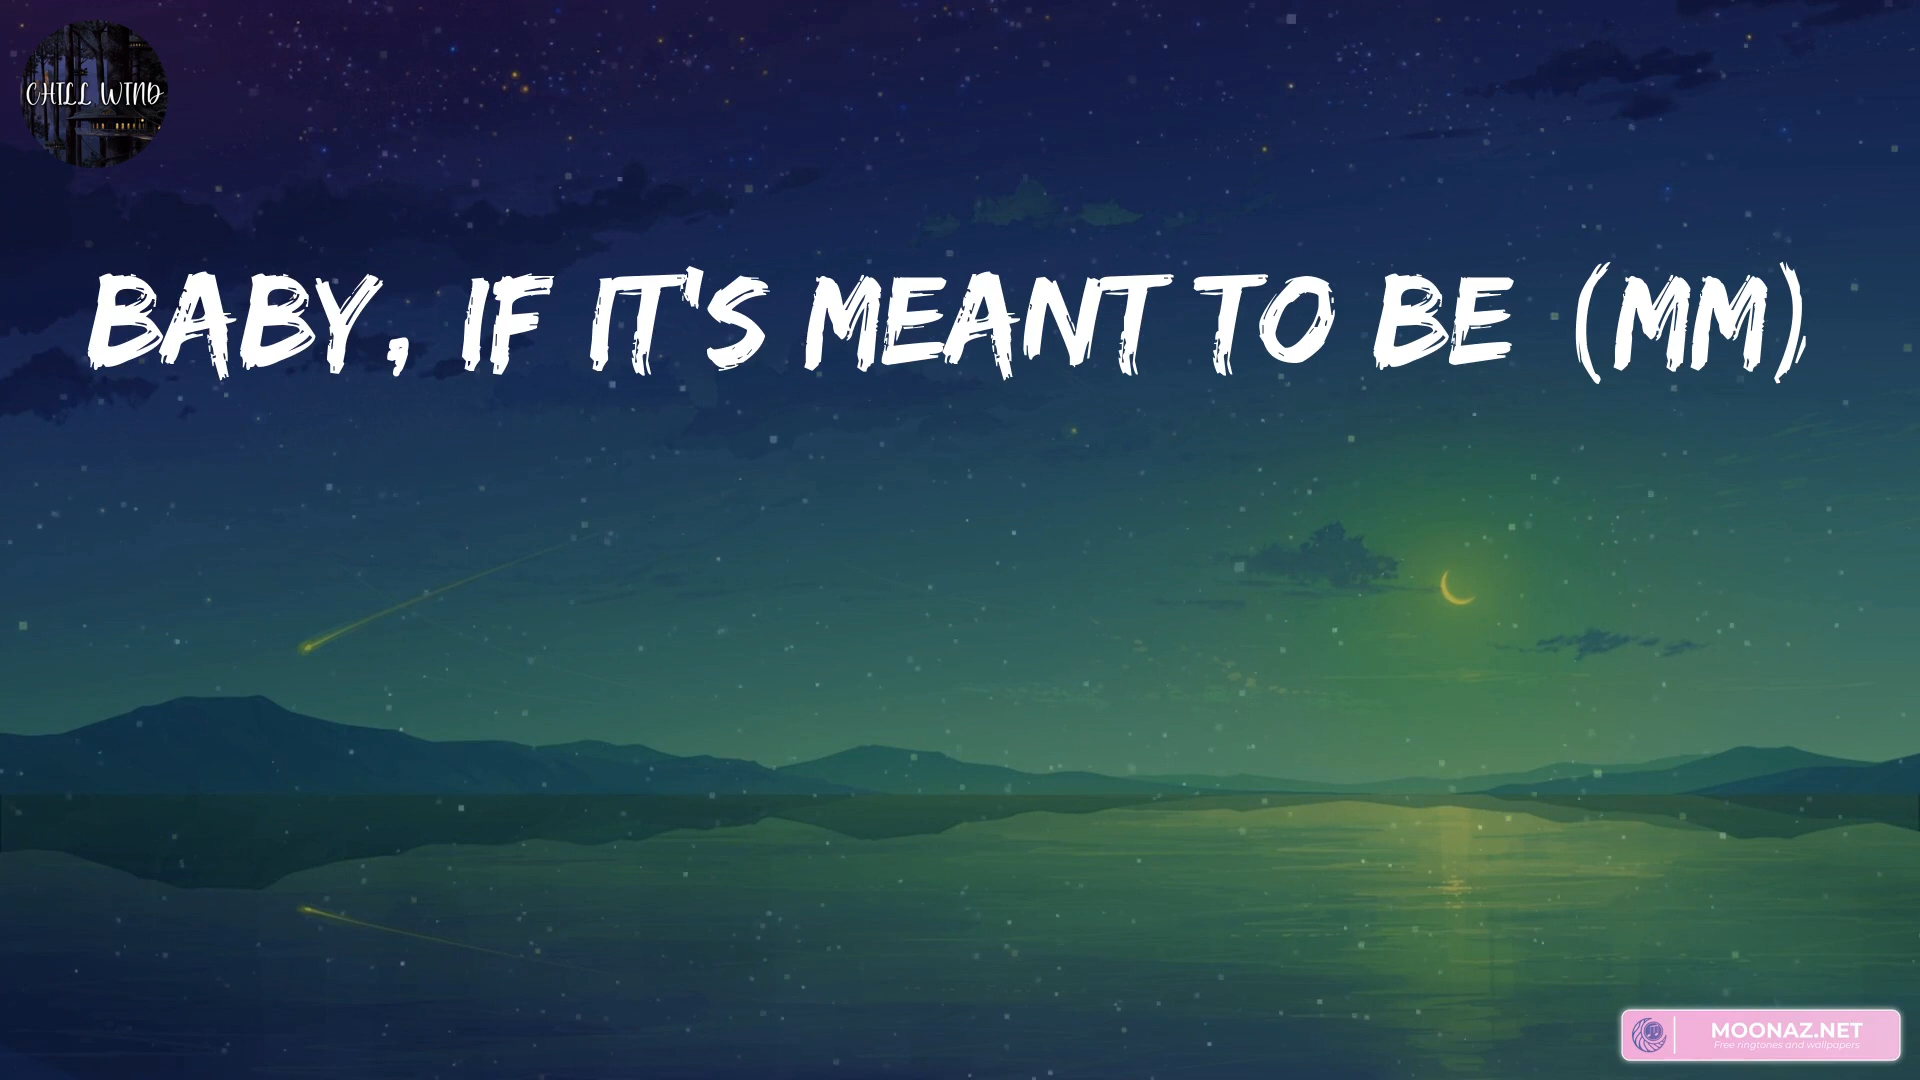 CHILL WIND
BABY, IF IT'S MEANT TO BE (MM)
MOONAZ.NET
Free ringtones and wallpapers